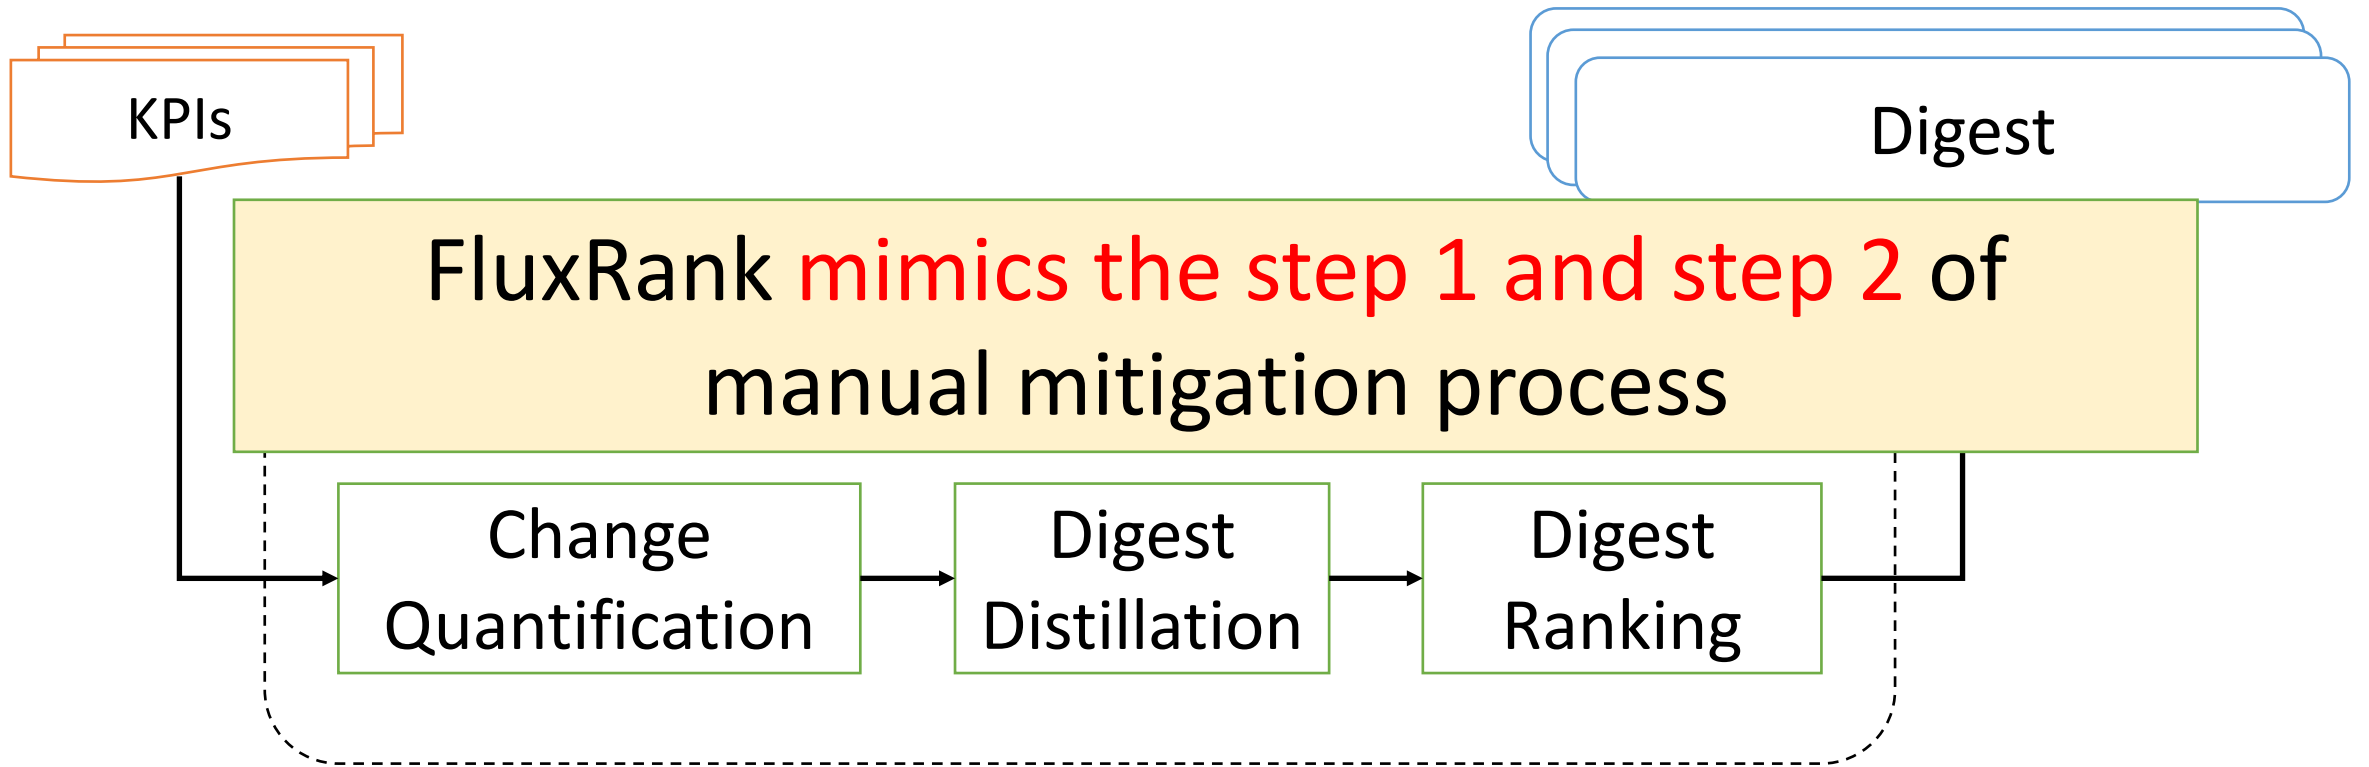 KPIs
Digest
FluxRank mimics the step 1 and step 2 of
manual mitigation process
Change
Quantification
Digest
Distillation
Digest
Ranking